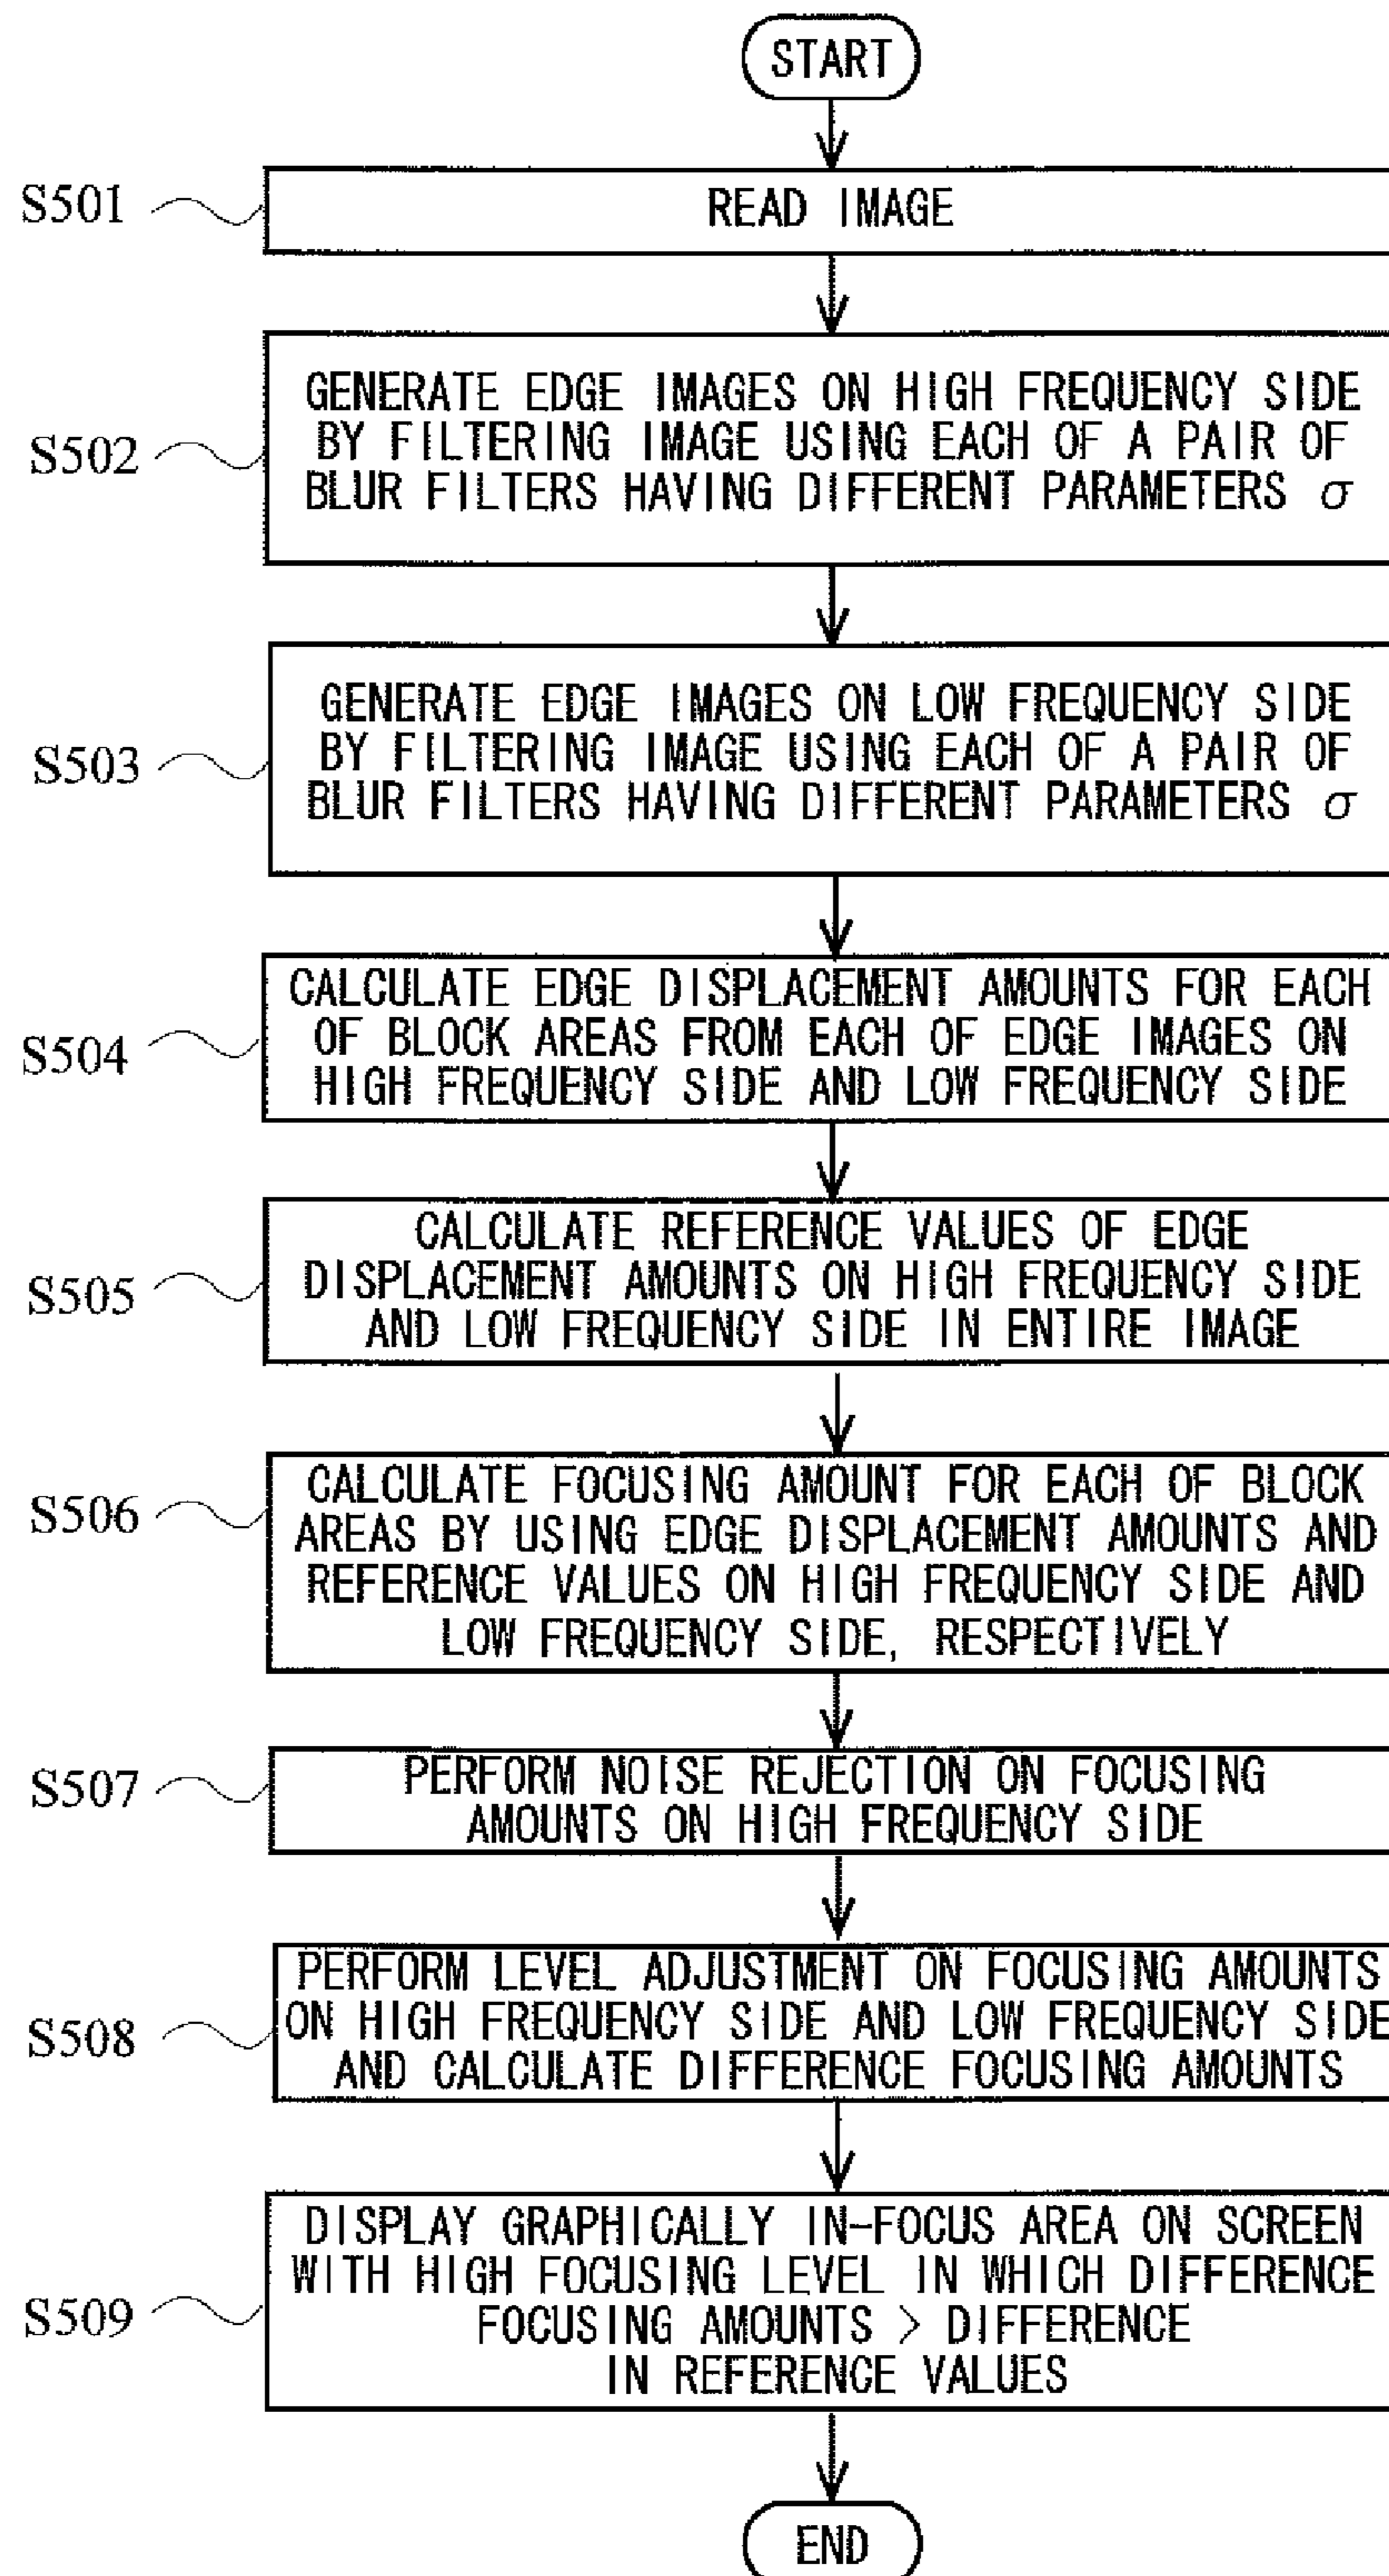 START
S501
READ IMAGE
S502
GENERATE EDGE IMAGES ON HIGH FREQUENCY SIDE
BY FILTERING IMAGE USING EACH OF A PAIR OF
BLUR FILTERS HAVING DIFFERENT PARAMETERS σ
S503
GENERATE EDGE IMAGES ON LOW FREQUENCY SIDE
BY FILTERING IMAGE USING EACH OF A PAIR OF
BLUR FILTERS HAVING DIFFERENT PARAMETERS σ
S504
CALCULATE EDGE DISPLACEMENT AMOUNTS FOR EACH
OF BLOCK AREAS FROM EACH OF EDGE IMAGES ON
HIGH FREQUENCY SIDE AND LOW FREQUENCY SIDE
S505
CALCULATE REFERENCE VALUES OF EDGE
DISPLACEMENT AMOUNTS ON HIGH FREQUENCY SIDE
AND LOW FREQUENCY SIDE IN ENTIRE IMAGE
S506
CALCULATE FOCUSING AMOUNT FOR EACH OF BLOCK
AREAS BY USING EDGE DISPLACEMENT AMOUNTS AND
REFERENCE VALUES ON HIGH FREQUENCY SIDE AND
LOW FREQUENCY SIDE, RESPECTIVELY
S507
PERFORM NOISE REJECTION ON FOCUSING
AMOUNTS ON HIGH FREQUENCY SIDE
S508
PERFORM LEVEL ADJUSTMENT ON FOCUSING AMOUNTS
ON HIGH FREQUENCY SIDE AND LOW FREQUENCY SIDE
AND CALCULATE DIFFERENCE FOCUSING AMOUNTS
S509
DISPLAY GRAPHICALLY IN-FOCUS AREA ON SCREEN
WITH HIGH FOCUSING LEVEL IN WHICH DIFFERENCE
FOCUSING AMOUNTS > DIFFERENCE
IN REFERENCE VALUES
END